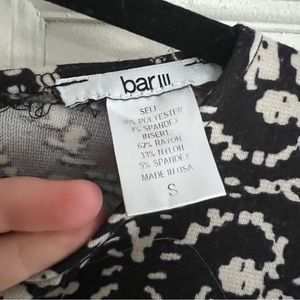 bar III
SELF
96% POLYESTER
4% SPANDEX
INSERT
62% RAYON
33% NYLON
5% SPANDEX
MADE IN USA
S